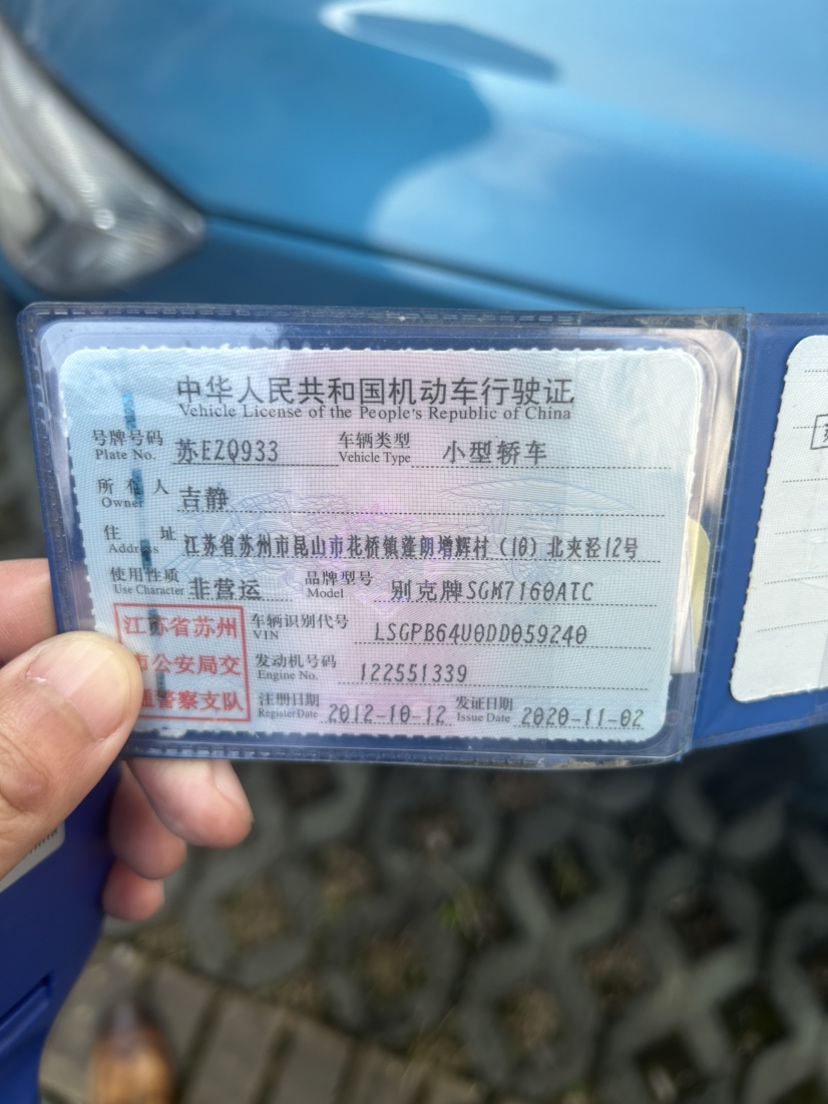 中华人民共和国机动车行驶证
Vehicle License of the People's Republic of China
号牌号码 苏EZQ933 车辆类型 小型轿车
Plate No. Vehicle Type
所有人 吉静
Owner
住址 江苏省苏州市昆山市花桥镇蓬朗增辉村（10）北夹泾12号
Address
使用性质 非营运 品牌型号 别克牌SGM7160ATC
Use Character Model
江苏省苏州
市公安局交
通警察支队
车辆识别代号 LSGPB64U0DD059240
VIN
发动机号码 122551339
Engine No.
注册日期 2012-10-12 发证日期 2020-11-02
Register Date Issue Date